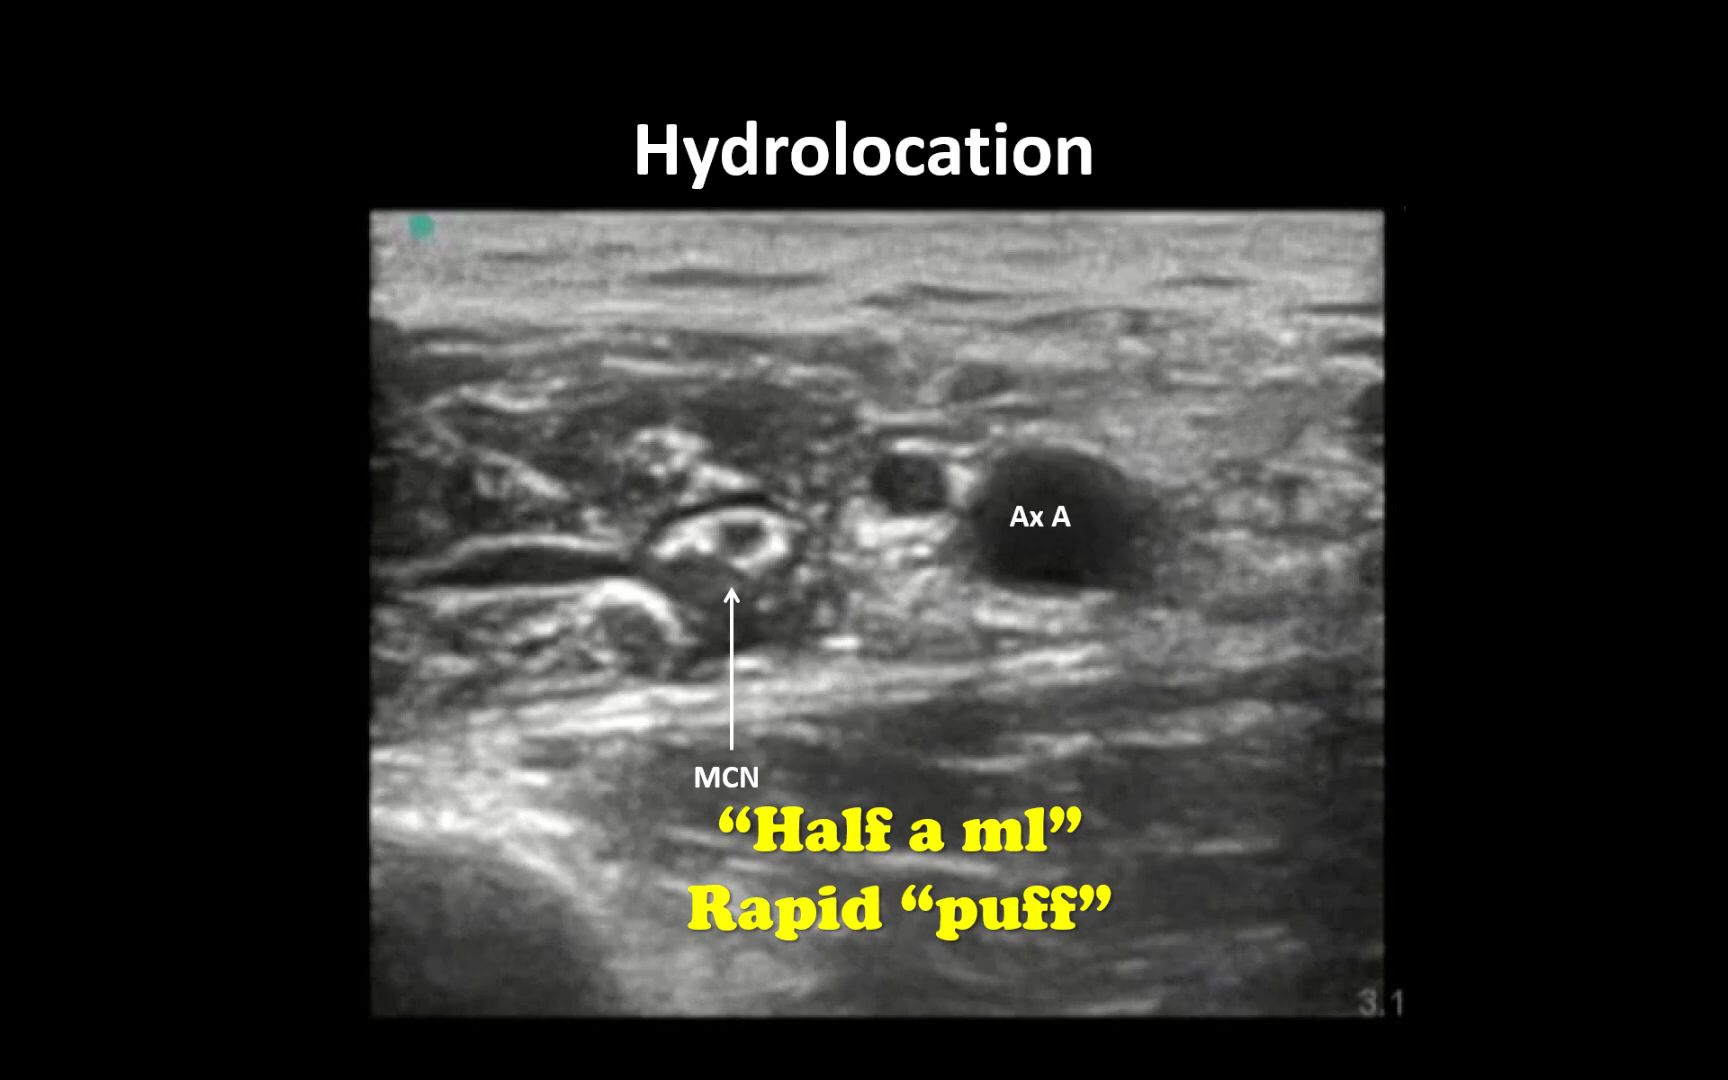 Hydrolocation
Ax A
MCN
“Half a ml”
Rapid “puff”
3.1